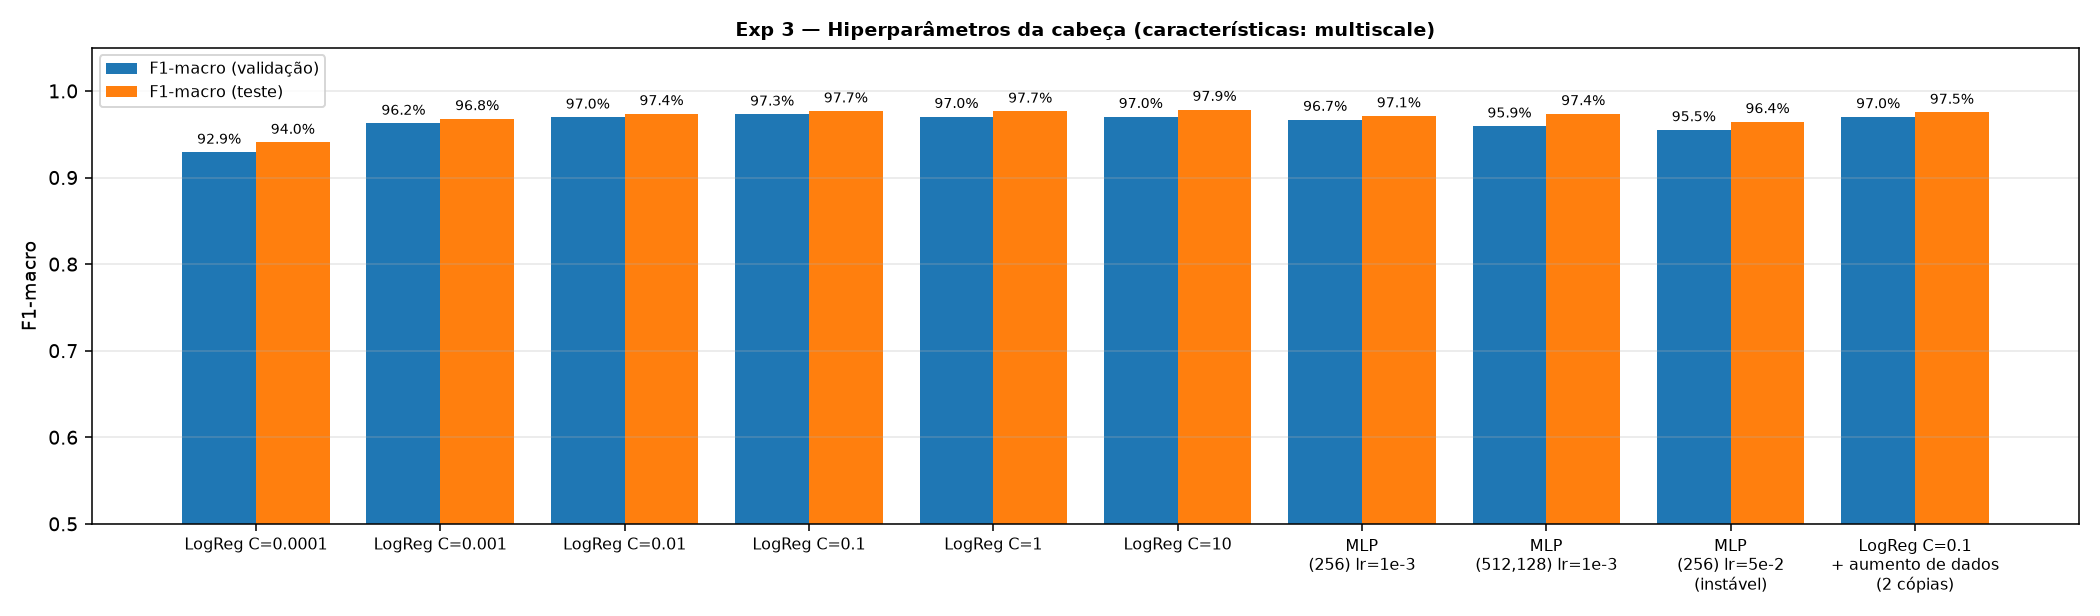 Exp 3 — Hiperparâmetros da cabeça (características: multiscale)
F1-macro (validação)
F1-macro (teste)
F1-macro
1.0
0.9
0.8
0.7
0.6
0.5
92.9% 94.0%
96.2% 96.8%
97.0% 97.4%
97.3% 97.7%
97.0% 97.7%
97.0% 97.9%
96.7% 97.1%
95.9% 97.4%
95.5% 96.4%
97.0% 97.5%
LogReg C=0.0001
LogReg C=0.001
LogReg C=0.01
LogReg C=0.1
LogReg C=1
LogReg C=10
MLP
(256) lr=1e-3
MLP
(512,128) lr=1e-3
MLP
(256) lr=5e-2
(instável)
LogReg C=0.1
+ aumento de dados
(2 cópias)